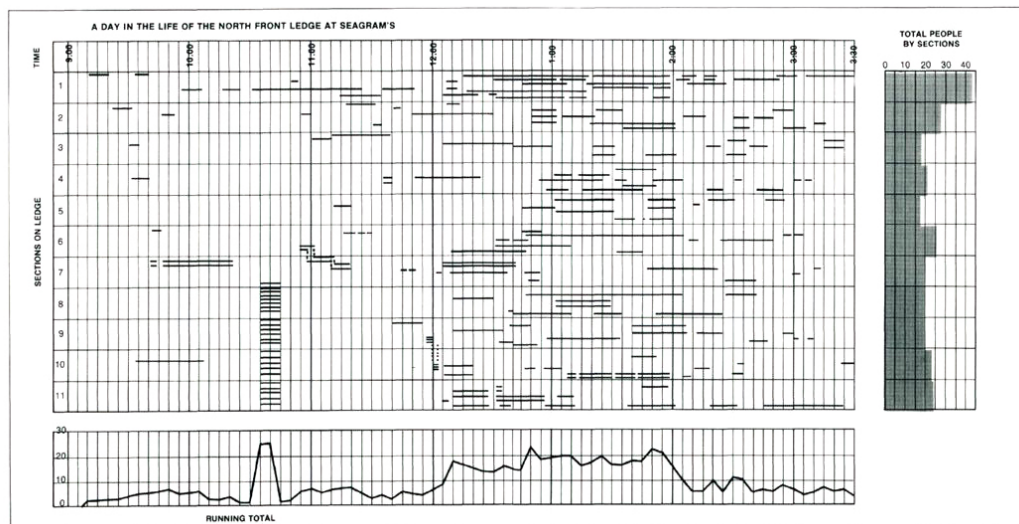 A DAY IN THE LIFE OF THE NORTH FRONT LEDGE AT SEAGRAM'S
TIME
9:00 10:00 11:00 12:00 1:00 2:00 3:00 3:30
SECTIONS ON LEDGE
1
2
3
4
5
6
7
8
9
10
11
TOTAL PEOPLE
BY SECTIONS
0 10 20 30 40
30
20
10
0
RUNNING TOTAL